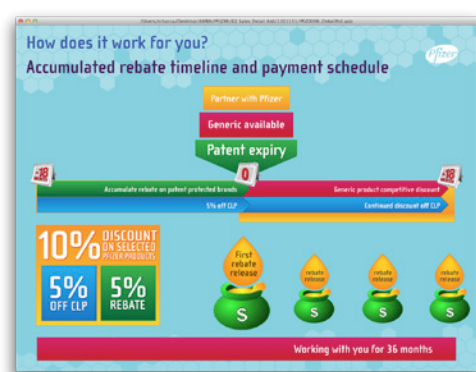 How does it work for you?
Accumulated rebate timeline and payment schedule
Pfizer
Partner with Pfizer
Generic available
Patent expiry
-18
0
18
Accumulate rebate on patent protected brands
Generic product competitive discount
5% off CLP
Continued discount off CLP
10% DISCOUNT
ON SELECTED
PFIZER PRODUCTS
5%
OFF CLP
5%
REBATE
First
rebate
release
rebate
release
rebate
release
rebate
release
S
S
S
S
Working with you for 36 months